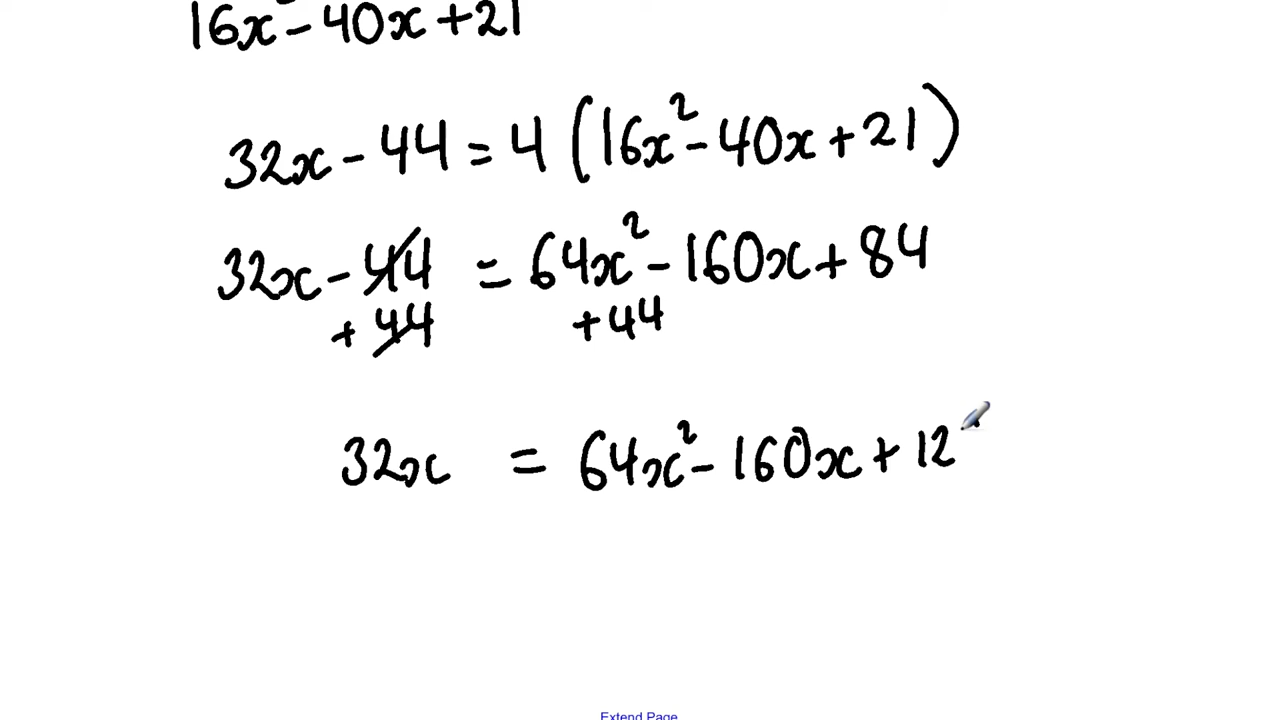 16x² - 40x + 21
32x - 44 = 4 (16x² - 40x + 21)
32x - 44 = 64x² - 160x + 84
+ 44 + 44
32x = 64x² - 160x + 12
Extend Page